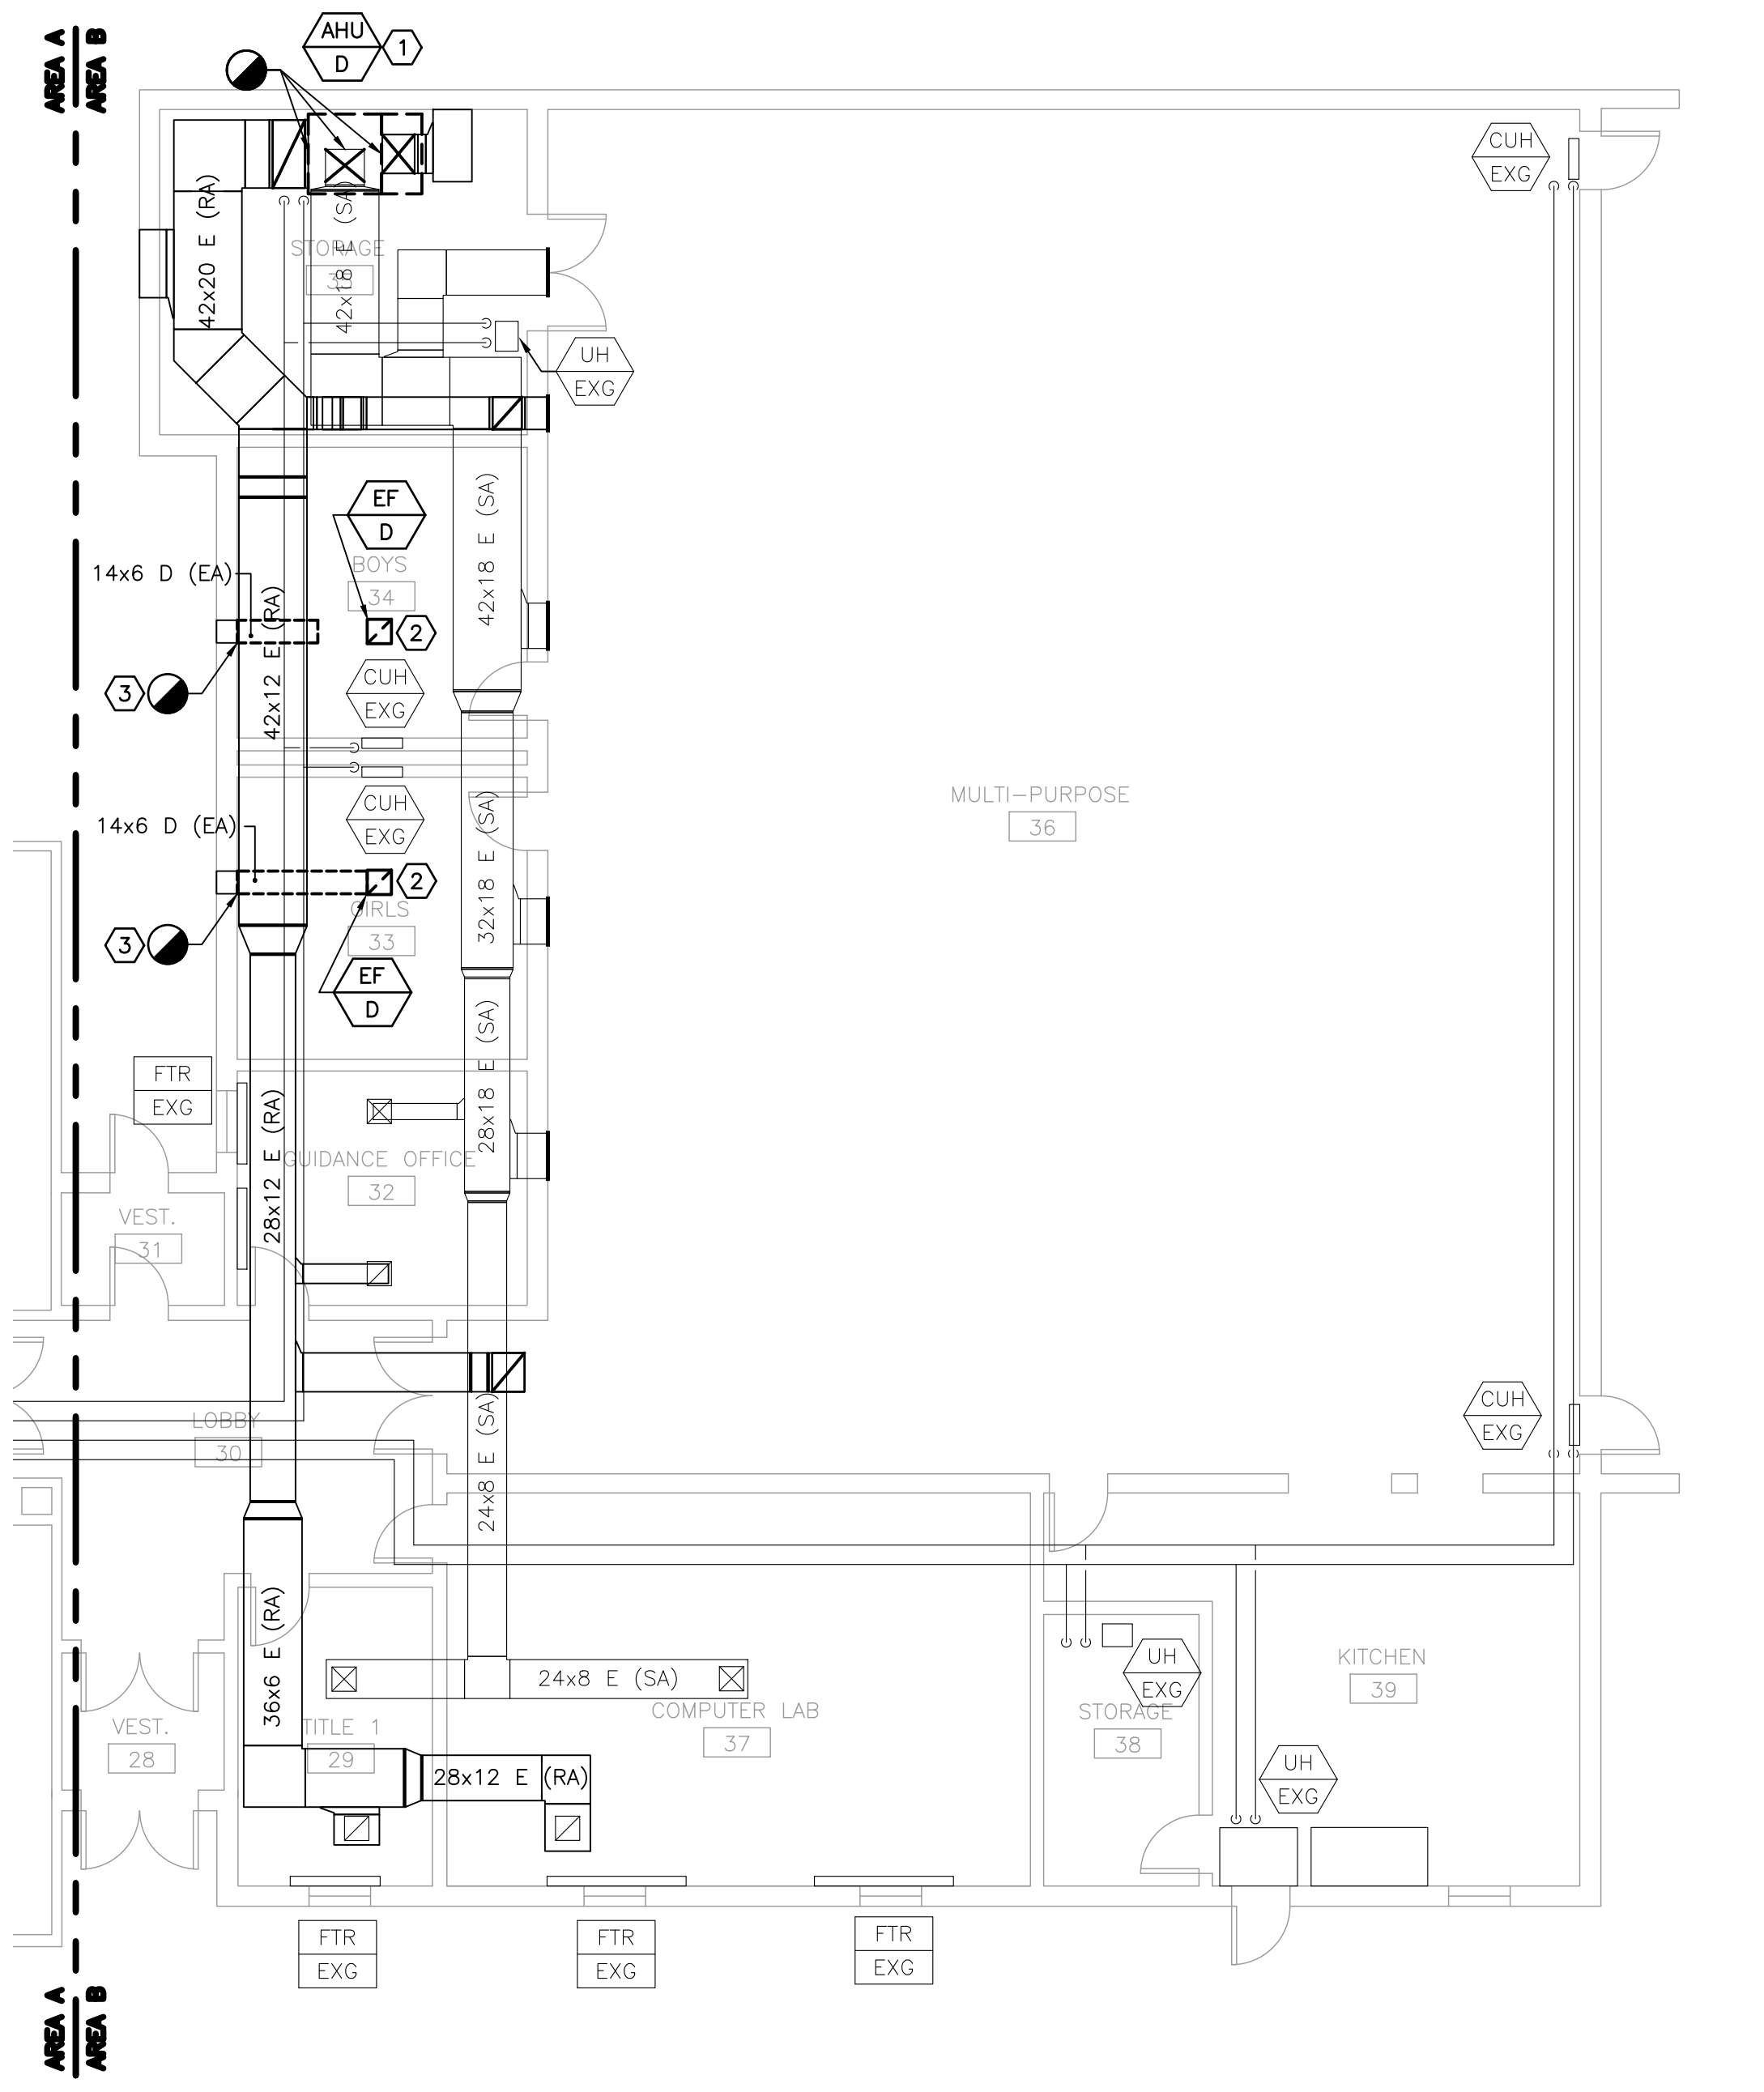 AREA A
AREA B
AHU
D
1
CUH
EXG
42x20 E (RA)
42x18 E (SA)
STORAGE
35
UH
EXG
EF
D
42x18 E (SA)
BOYS
34
14x6 D (EA)
42x12 E (RA)
2
CUH
EXG
3
MULTI-PURPOSE
36
CUH
EXG
14x6 D (EA)
32x18 E (SA)
2
GIRLS
33
3
EF
D
28x18 E (SA)
FTR
EXG
28x12 E (RA)
GUIDANCE OFFICE
32
VEST.
31
CUH
EXG
LOBBY
30
24x8 E (SA)
36x6 E (RA)
24x8 E (SA)
UH
EXG
KITCHEN
39
COMPUTER LAB
37
STORAGE
38
VEST.
28
TITLE 1
29
28x12 E (RA)
UH
EXG
FTR
EXG
FTR
EXG
FTR
EXG
AREA A
AREA B